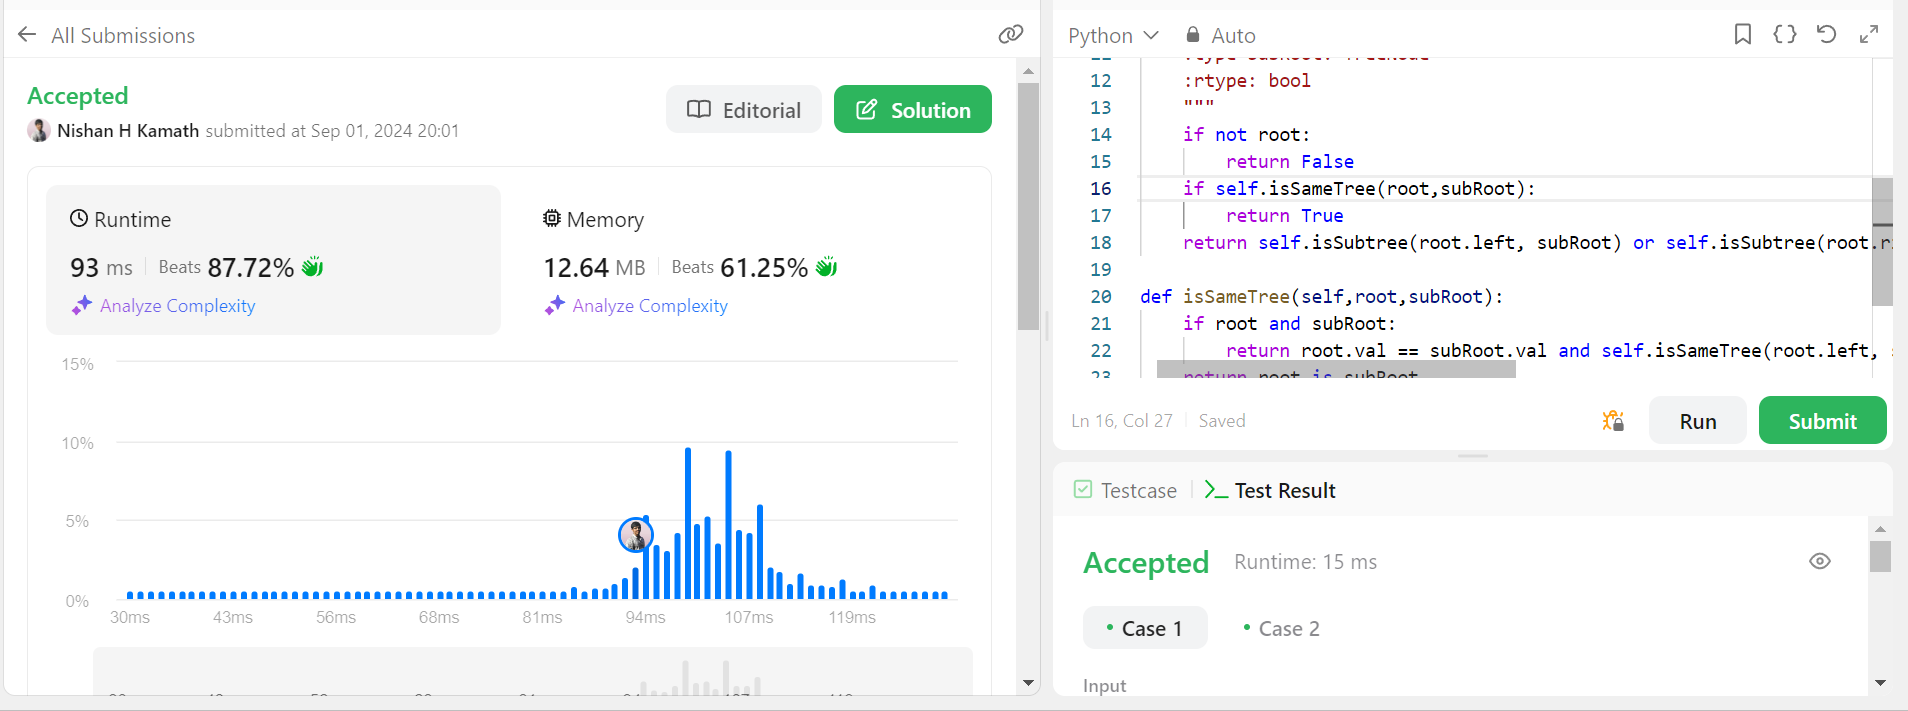 All Submissions
Accepted
Nishan H Kamath submitted at Sep 01, 2024 20:01
Editorial
Solution
Runtime
93 ms Beats 87.72%
Analyze Complexity
Memory
12.64 MB Beats 61.25%
Analyze Complexity
15%
10%
5%
0%
30ms 43ms 56ms 68ms 81ms 94ms 107ms 119ms
Python Auto
12 :rtype: bool
13 """
14 if not root:
15 return False
16 if self.isSameTree(root,subRoot):
17 return True
18 return self.isSubtree(root.left, subRoot) or self.isSubtree(root.
19
20 def isSameTree(self,root,subRoot):
21 if root and subRoot:
22 return root.val == subRoot.val and self.isSameTree(root.left,
23 return root is subRoot
Ln 16, Col 27 Saved
Run
Submit
Testcase
Test Result
Accepted Runtime: 15 ms
Case 1
Case 2
Input